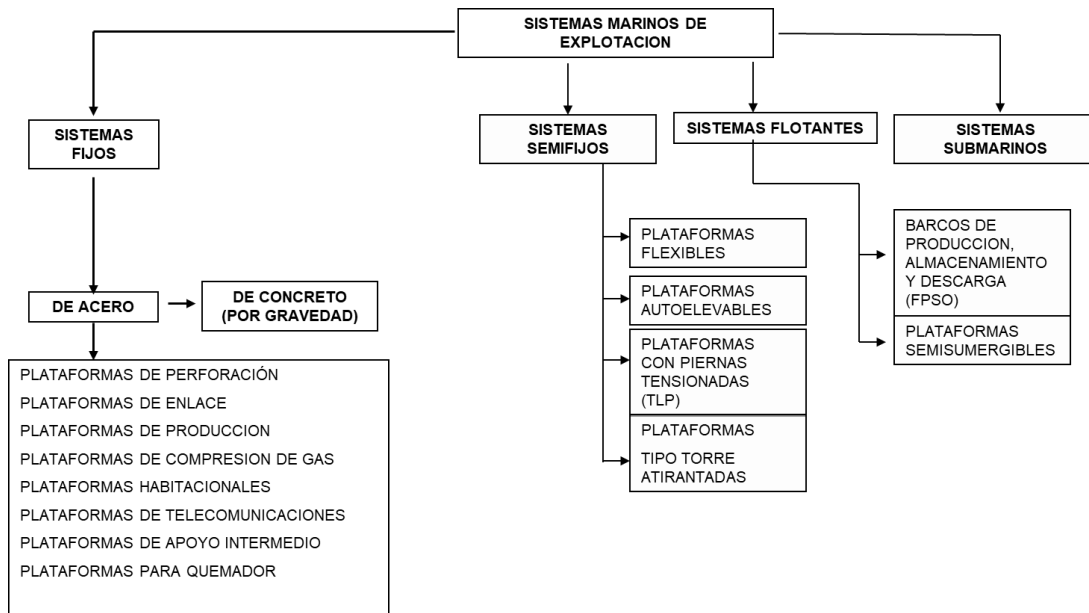 SISTEMAS MARINOS DE
EXPLOTACION
SISTEMAS
FIJOS
SISTEMAS
SEMIFIJOS
SISTEMAS FLOTANTES
SISTEMAS
SUBMARINOS
DE ACERO
DE CONCRETO
(POR GRAVEDAD)
PLATAFORMAS DE PERFORACIÓN
PLATAFORMAS DE ENLACE
PLATAFORMAS DE PRODUCCION
PLATAFORMAS DE COMPRESION DE GAS
PLATAFORMAS HABITACIONALES
PLATAFORMAS DE TELECOMUNICACIONES
PLATAFORMAS DE APOYO INTERMEDIO
PLATAFORMAS PARA QUEMADOR
PLATAFORMAS
FLEXIBLES
PLATAFORMAS
AUTOELEVABLES
PLATAFORMAS
CON PIERNAS
TENSIONADAS
(TLP)
PLATAFORMAS
TIPO TORRE
ATIRANTADAS
BARCOS DE
PRODUCCION,
ALMACENAMIENTO
Y DESCARGA
(FPSO)
PLATAFORMAS
SEMISUMERGIBLES